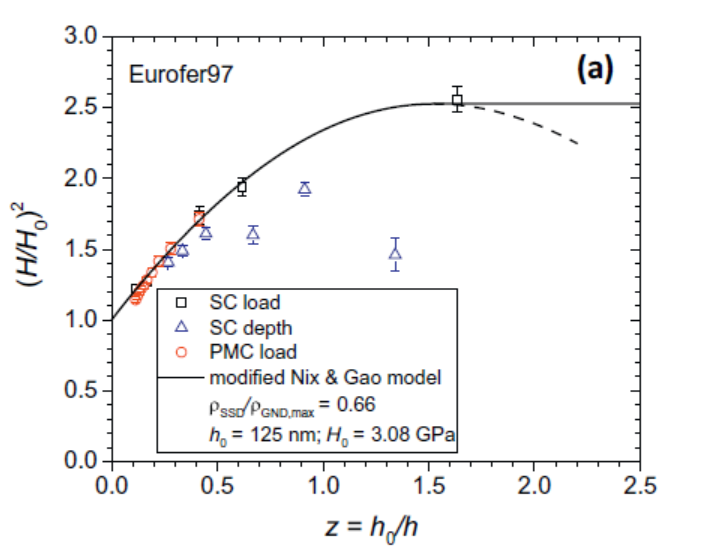 3.0
Eurofer97
(a)
2.5
2.0
1.5
1.0
0.5
0.0
(H/H₀)²
SC load
SC depth
PMC load
modified Nix & Gao model
ρSSD/ρGND,max = 0.66
h₀ = 125 nm; H₀ = 3.08 GPa
0.0 0.5 1.0 1.5 2.0 2.5
z = h₀/h